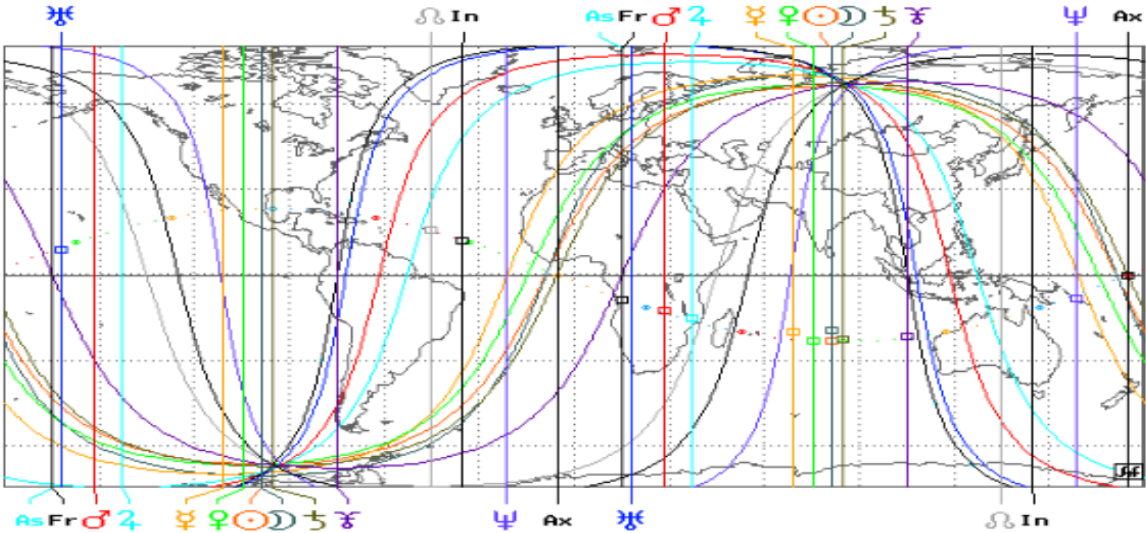 ♅ ☊ In As Fr ♂ ♃ ☿ ♀ ☉ ☽ ♄ ♆ Ax
As Fr ♂ ♃ ☿ ♀ ☉ ☽ ♄ ♆ Ax ♅ ☊ In